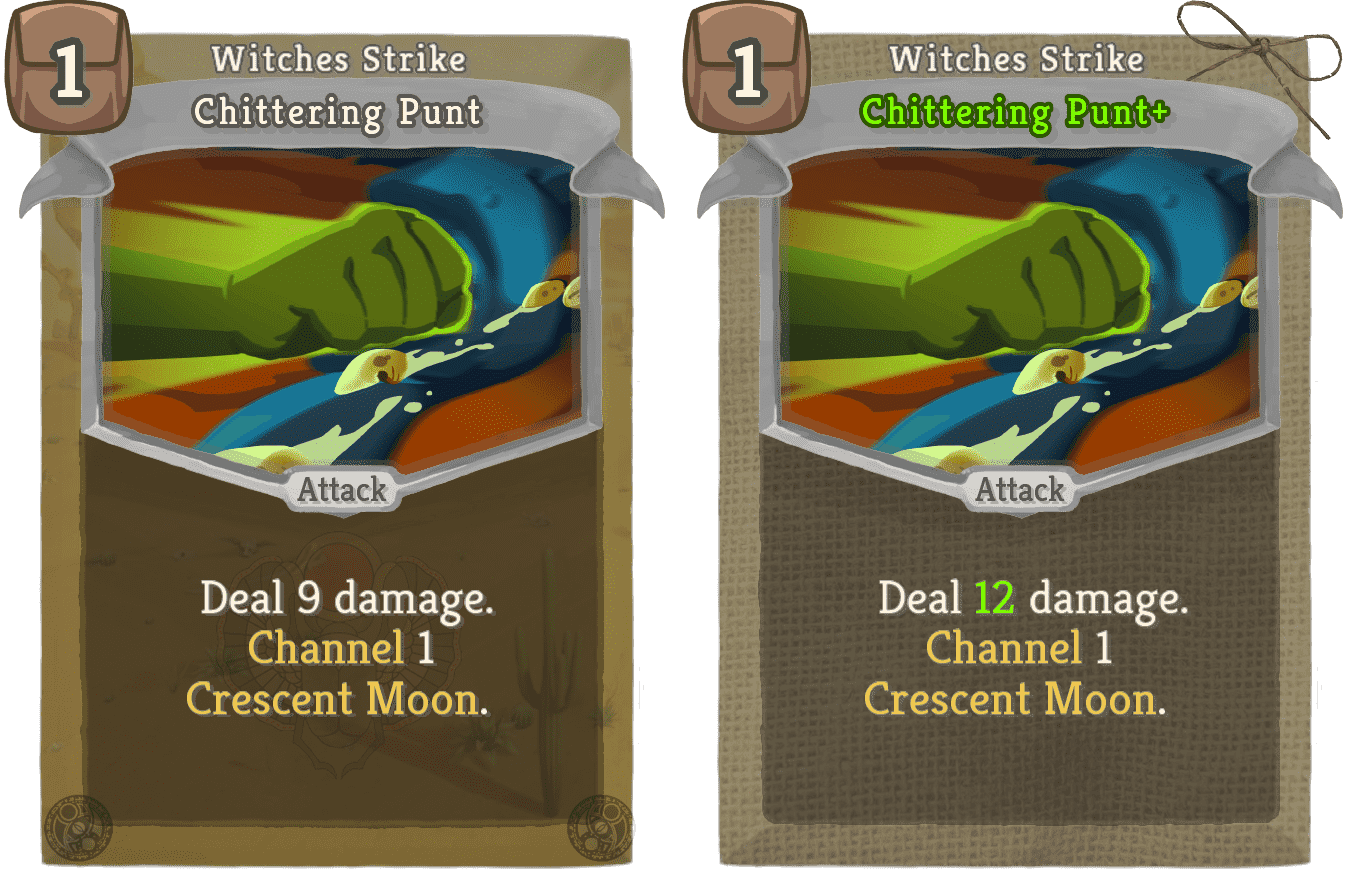 1
Witches Strike
Chittering Punt
Attack
Deal 9 damage.
Channel 1
Crescent Moon.
1
Witches Strike
Chittering Punt+
Attack
Deal 12 damage.
Channel 1
Crescent Moon.